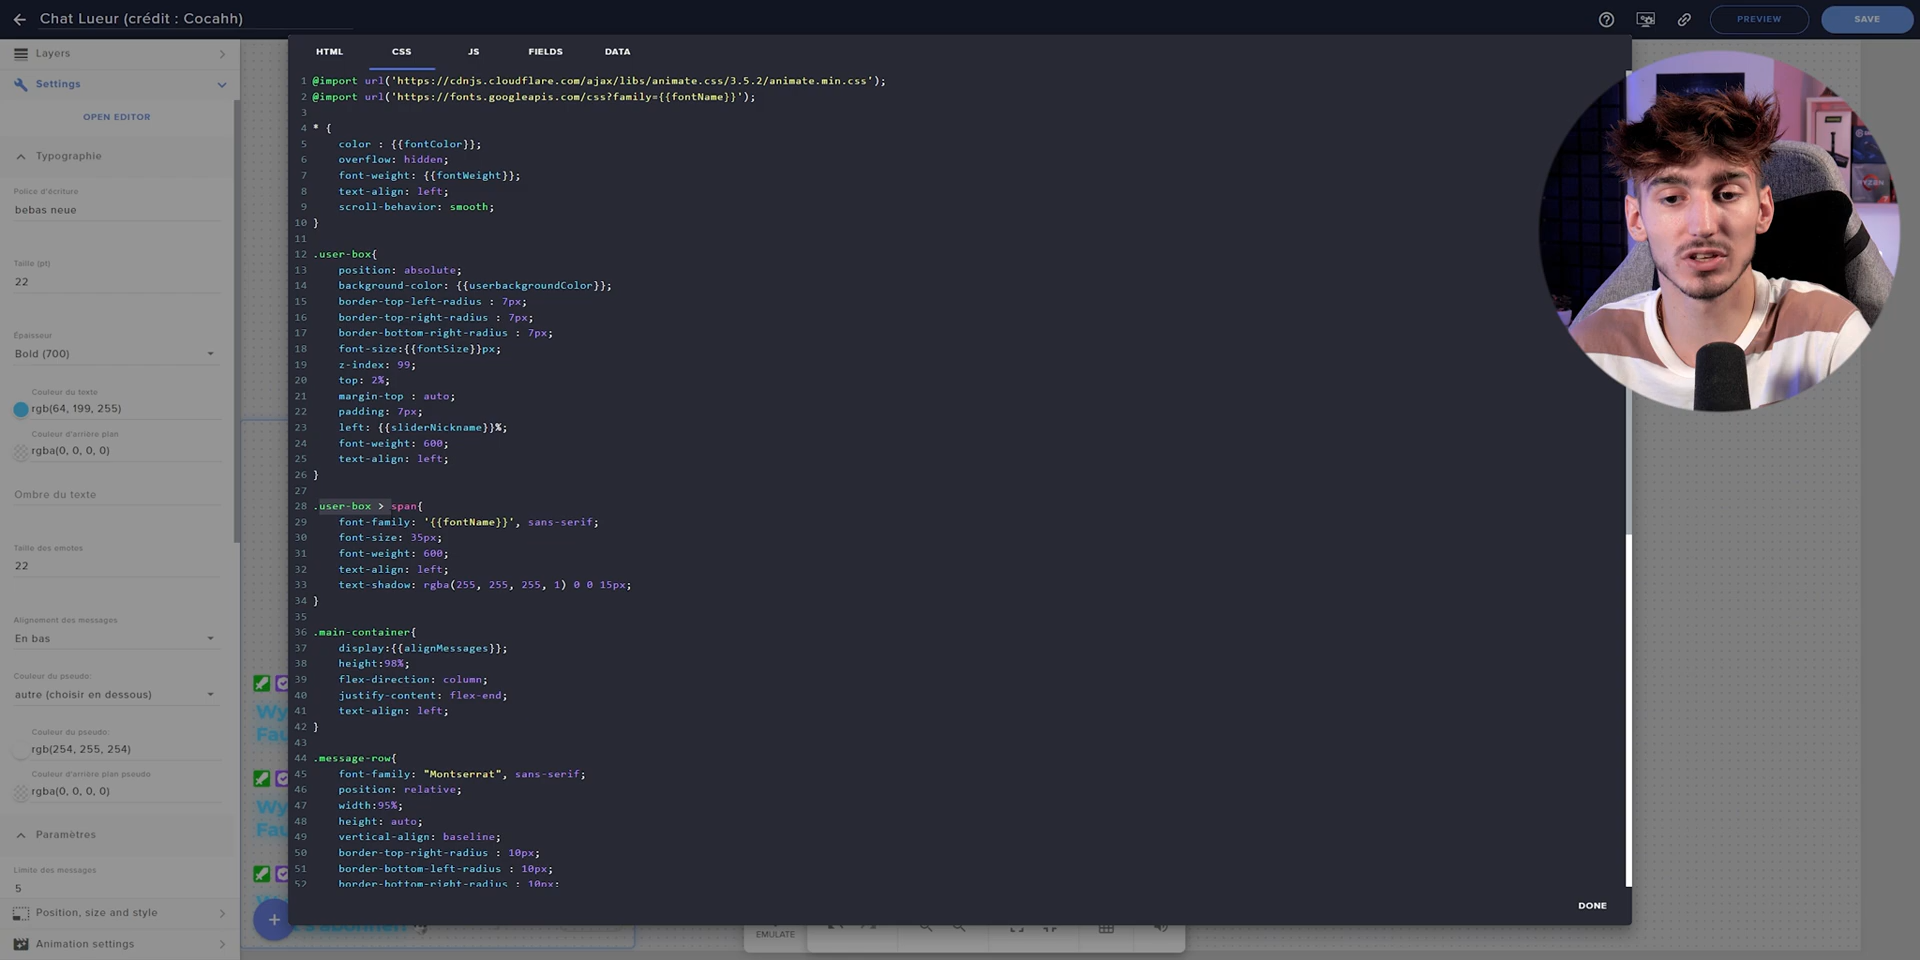 Chat Lueur (crédit : Cocahh)
PREVIEW
SAVE
Layers
Settings
OPEN EDITOR
Typographie
Police d'écriture
bebas neue
Taille (pt)
22
Épaisseur
Bold (700)
Couleur du texte
rgb(64, 199, 255)
Couleur d'arrière plan
rgba(0, 0, 0, 0)
Ombre du texte
Taille des emotes
22
Alignement des messages
En bas
Couleur du pseudo:
autre (choisir en dessous)
Couleur du pseudo:
rgb(254, 255, 254)
Couleur d'arrière plan pseudo
rgba(0, 0, 0, 0)
Paramètres
Limite des messages
5
Position, size and style
Animation settings
HTML
CSS
JS
FIELDS
DATA
1 @import url('https://cdnjs.cloudflare.com/ajax/libs/animate.css/3.5.2/animate.min.css');
2 @import url('https://fonts.googleapis.com/css?family={{fontName}}');
3
4 * {
5 color : {{fontColor}};
6 overflow: hidden;
7 font-weight: {{fontWeight}};
8 text-align: left;
9 scroll-behavior: smooth;
10 }
11
12 .user-box{
13 position: absolute;
14 background-color: {{userbackgroundColor}};
15 border-top-left-radius : 7px;
16 border-top-right-radius : 7px;
17 border-bottom-right-radius : 7px;
18 font-size:{{fontSize}}px;
19 z-index: 99;
20 top: 2%;
21 margin-top : auto;
22 padding: 7px;
23 left: {{sliderNickname}}%;
24 font-weight: 600;
25 text-align: left;
26 }
27
28 .user-box > span{
29 font-family: '{{fontName}}', sans-serif;
30 font-size: 35px;
31 font-weight: 600;
32 text-align: left;
33 text-shadow: rgba(255, 255, 255, 1) 0 0 15px;
34 }
35
36 .main-container{
37 display:{{alignMessages}};
38 height:98%;
39 flex-direction: column;
40 justify-content: flex-end;
41 text-align: left;
42 }
43
44 .message-row{
45 font-family: "Montserrat", sans-serif;
46 position: relative;
47 width:95%;
48 height: auto;
49 vertical-align: baseline;
50 border-top-right-radius : 10px;
51 border-bottom-left-radius : 10px;
52 border-bottom-right-radius : 10px;
DONE
EMULATE
Wy
Fau
Wy
Fau
RYZEN